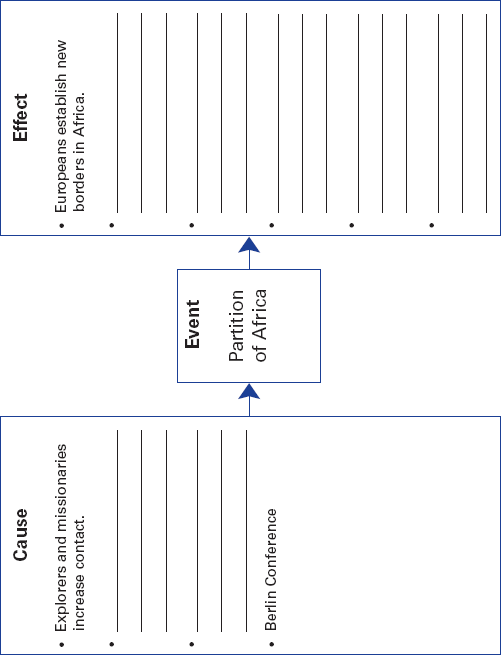 Cause
• Explorers and missionaries
increase contact.
•
•
• Berlin Conference
Event
Partition
of Africa
Effect
• Europeans establish new
borders in Africa.
•
•
•
•
•